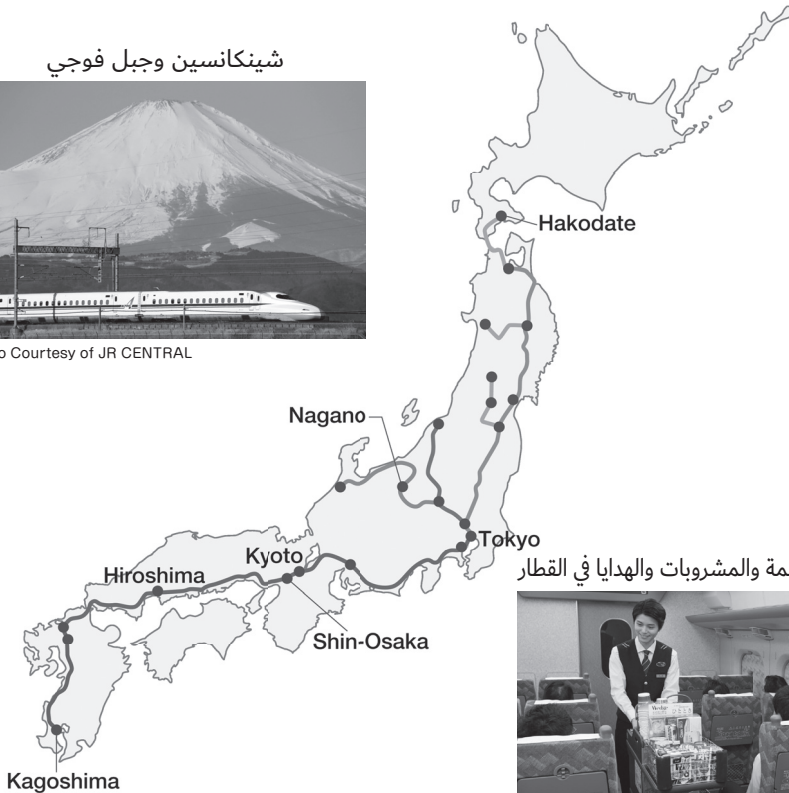 شينكانسين وجبل فوجي
Courtesy of JR CENTRAL
Hakodate
Nagano
Tokyo
Kyoto
Hiroshima
Shin-Osaka
والمشروبات والهدايا في القطار
Kagoshima